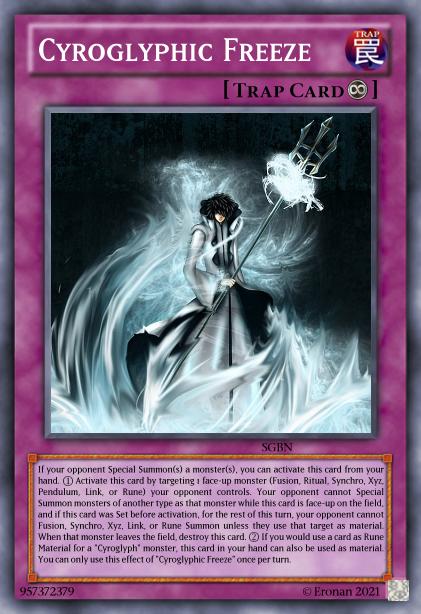 Cyroglyphic Freeze
TRAP
罠
[ Trap Card ]
SGBN
If your opponent Special Summon(s) a monster(s), you can activate this card from your
hand. ① Activate this card by targeting 1 face-up monster (Fusion, Ritual, Synchro, Xyz,
Pendulum, Link, or Rune) your opponent controls. Your opponent cannot Special
Summon monsters of another type as that monster while this card is face-up on the field,
and if this card was Set before activation, for the rest of this turn, your opponent cannot
Fusion, Synchro, Xyz, Link, or Rune Summon unless they use that target as material.
When that monster leaves the field, destroy this card. ② If you would use a card as Rune
Material for a "Cyroglyph" monster, this card in your hand can also be used as material.
You can only use this effect of "Cyroglyphic Freeze" once per turn.
957372379
© Eronan 2021